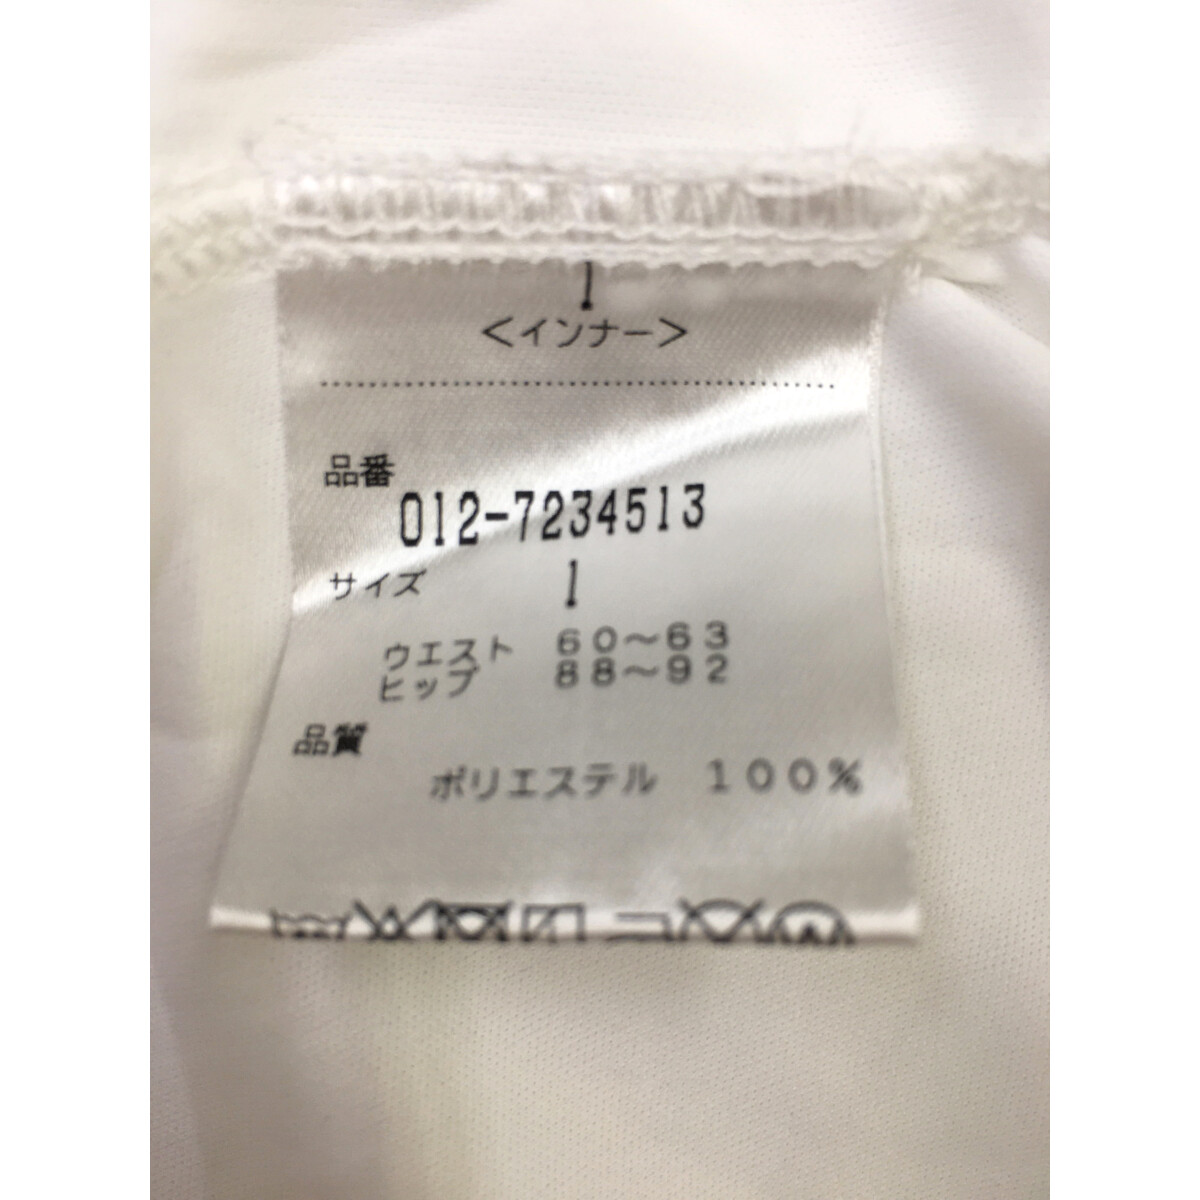 1
＜インナー＞
品番
012-7234513
サイズ 1
ウエスト 60～63
ヒップ 88～92
品質
ポリエステル 100%